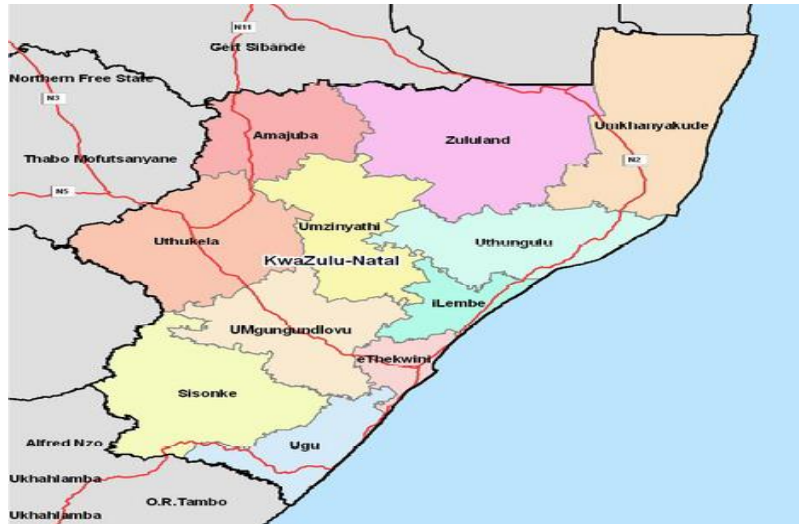 N11
Gert Sibande
Northern Free State
N3
Amajuba
Zululand
Umkhanyakude
Thabo Mofutsanyane
N2
N5
Umzinyathi
Uthukela
Uthungulu
KwaZulu-Natal
iLembe
UMgungundlovu
eThekwini
Sisonke
Alfred Nzo
Ugu
Ukhahlamba
O.R.Tambo
Ukhahlamba